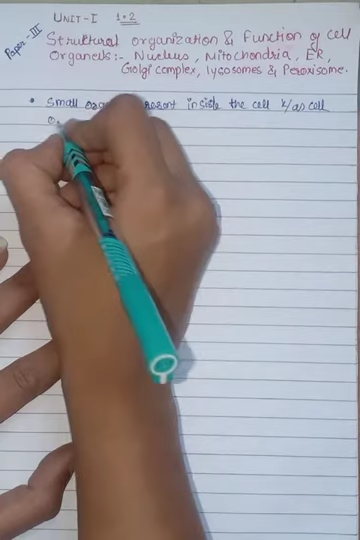 UNIT-I 1+2
Paper-III
Structural organization & Function of cell
Organells:- Nucleus, Mitochondria, ER,
Golgi complex, lysosomes & Peroxisome.
• Small present inside the cell k/as cell